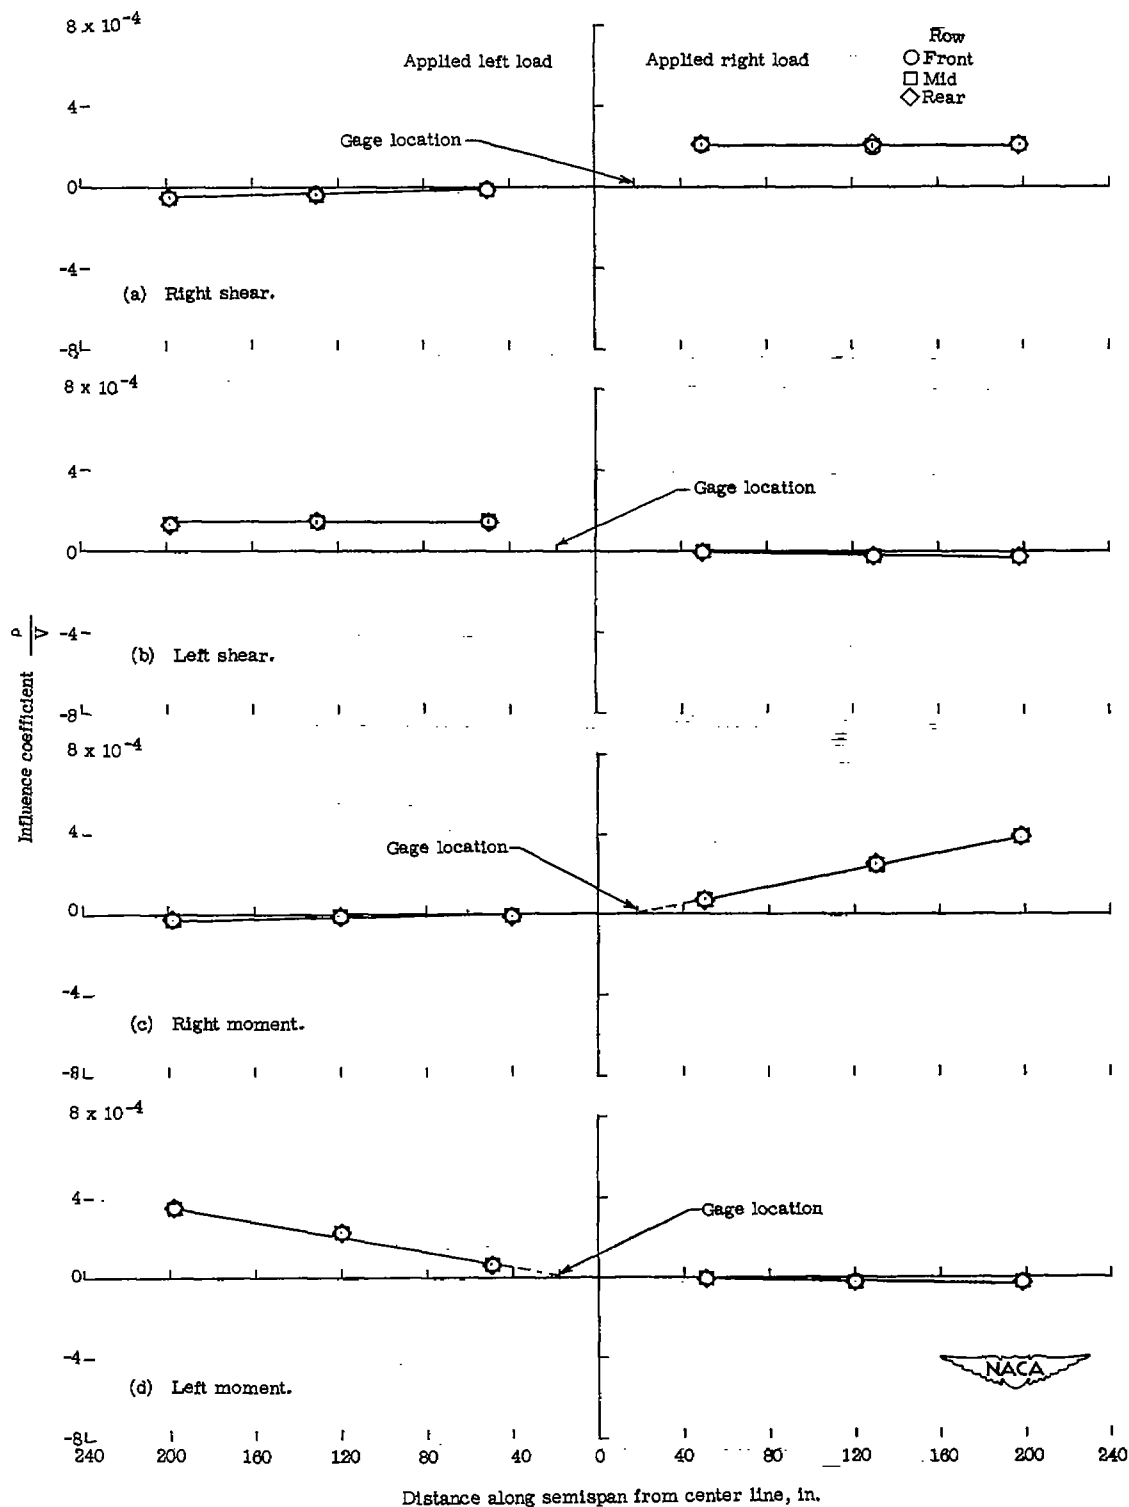 8 x 10-4
Row
Applied left load
Applied right load
Front
Mid
Rear
4
Gage location
0
-4
(a) Right shear.
-8
8 x 10-4
4
Gage location
0
-4
(b) Left shear.
-8
Influence coefficient ρ/V
8 x 10-4
4
Gage location
0
-4
(c) Right moment.
-8
8 x 10-4
4
Gage location
0
-4
NACA
(d) Left moment.
-8
240 200 160 120 80 40 0 40 80 120 160 200 240
Distance along semispan from center line, in.